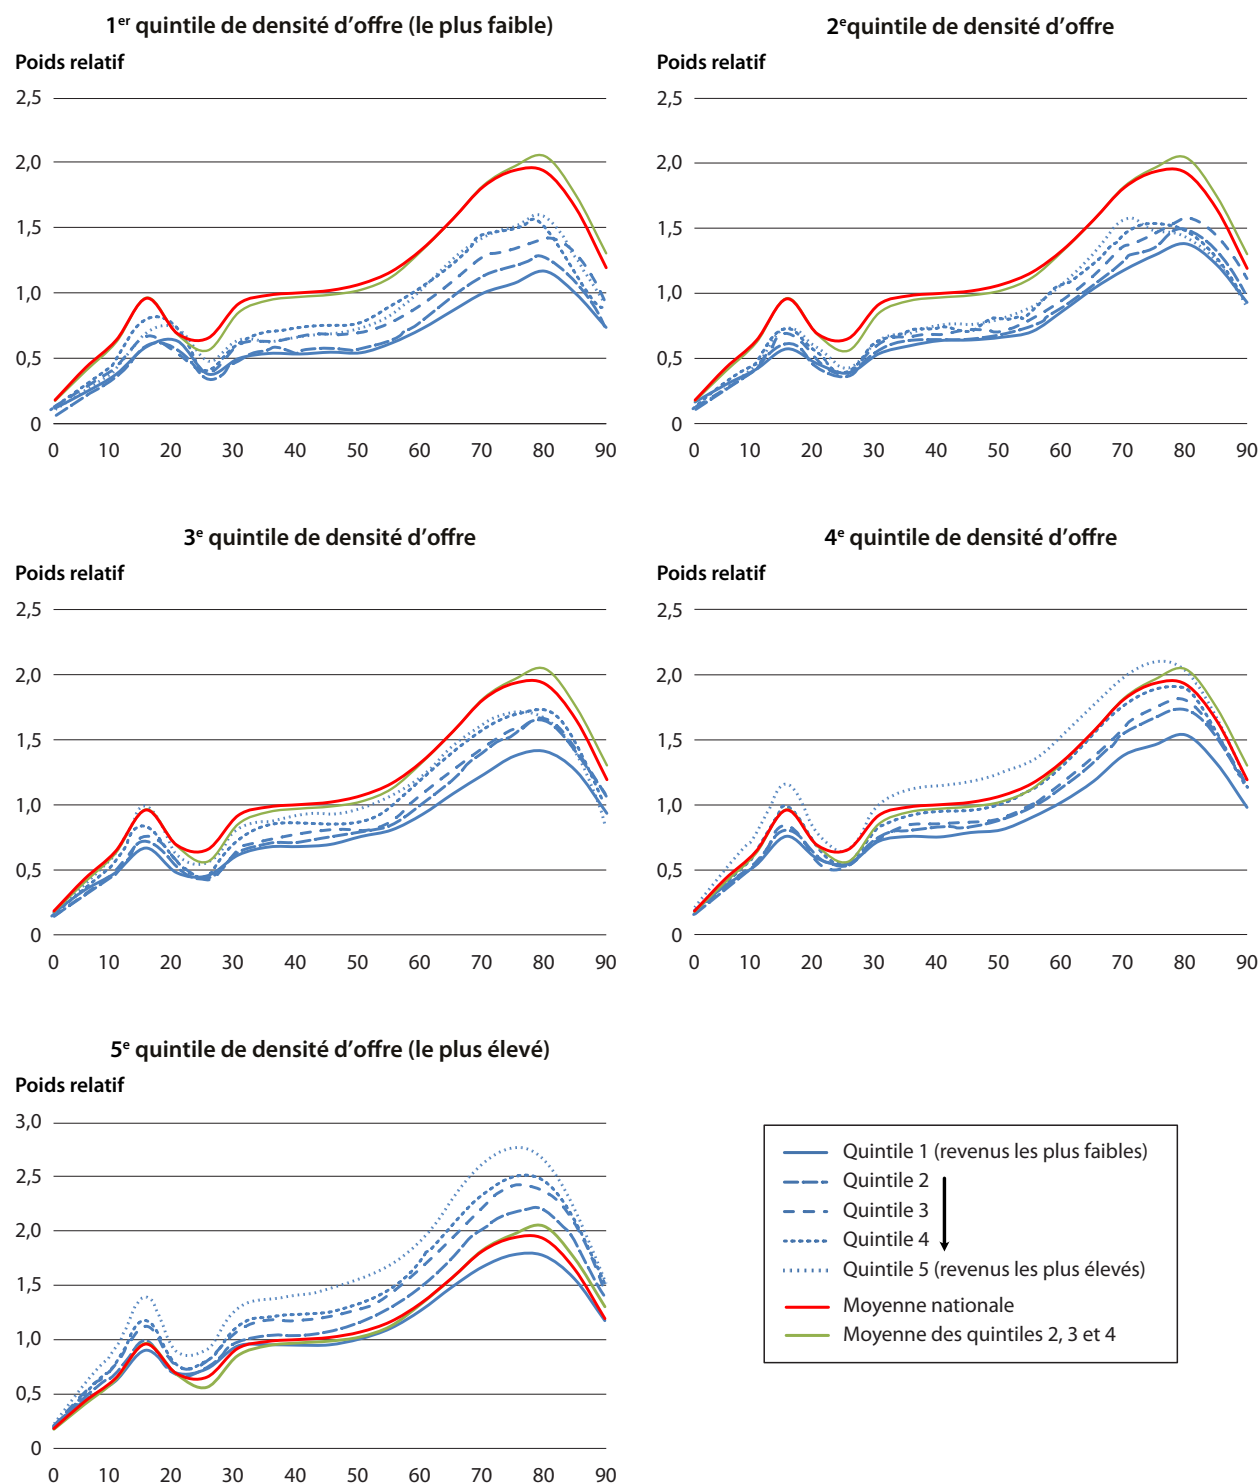 1er quintile de densité d’offre (le plus faible)
Poids relatif
2,5
2,0
1,5
1,0
0,5
0
0 10 20 30 40 50 60 70 80 90
2equintile de densité d’offre
Poids relatif
2,5
2,0
1,5
1,0
0,5
0
0 10 20 30 40 50 60 70 80 90
3e quintile de densité d’offre
Poids relatif
2,5
2,0
1,5
1,0
0,5
0
0 10 20 30 40 50 60 70 80 90
4e quintile de densité d’offre
Poids relatif
2,5
2,0
1,5
1,0
0,5
0
0 10 20 30 40 50 60 70 80 90
5e quintile de densité d’offre (le plus élevé)
Poids relatif
3,0
2,5
2,0
1,5
1,0
0,5
0
0 10 20 30 40 50 60 70 80 90
Quintile 1 (revenus les plus faibles)
Quintile 2
Quintile 3
Quintile 4
Quintile 5 (revenus les plus élevés)
Moyenne nationale
Moyenne des quintiles 2, 3 et 4